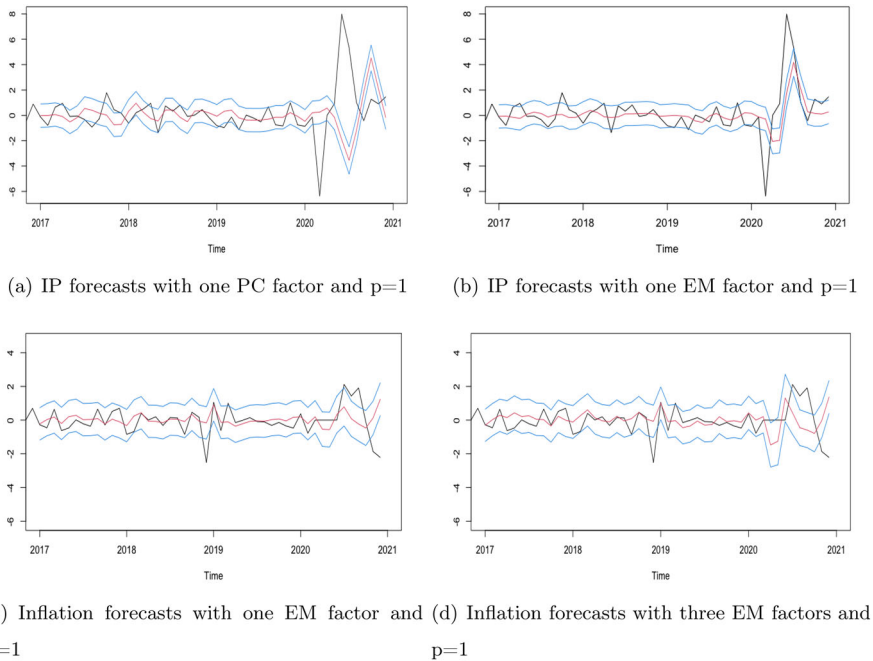 8
6
4
2
0
-2
-4
-6
2017 2018 2019 2020 2021
Time
8
6
4
2
0
-2
-4
-6
2017 2018 2019 2020 2021
Time
(a) IP forecasts with one PC factor and p=1
(b) IP forecasts with one EM factor and p=1
4
2
0
-2
-4
-6
2017 2018 2019 2020 2021
Time
4
2
0
-2
-4
-6
2017 2018 2019 2020 2021
Time
) Inflation forecasts with one EM factor and
=1
(d) Inflation forecasts with three EM factors and
p=1